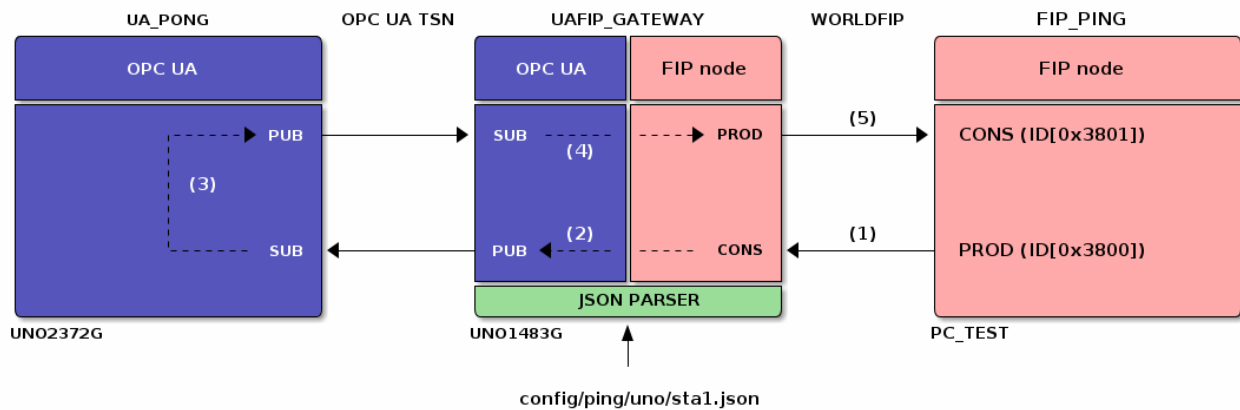 UA_PONG OPC UA TSN UAFIP_GATEWAY WORLDFIP FIP_PING
OPC UA OPC UA FIP node FIP node
PUB SUB (4) PROD (5) CONS (ID[0x3801])
(3)
SUB PUB (2) CONS (1) PROD (ID[0x3800])
JSON PARSER
UNO2372G UNO1483G PC_TEST
config/ping/uno/sta1.json